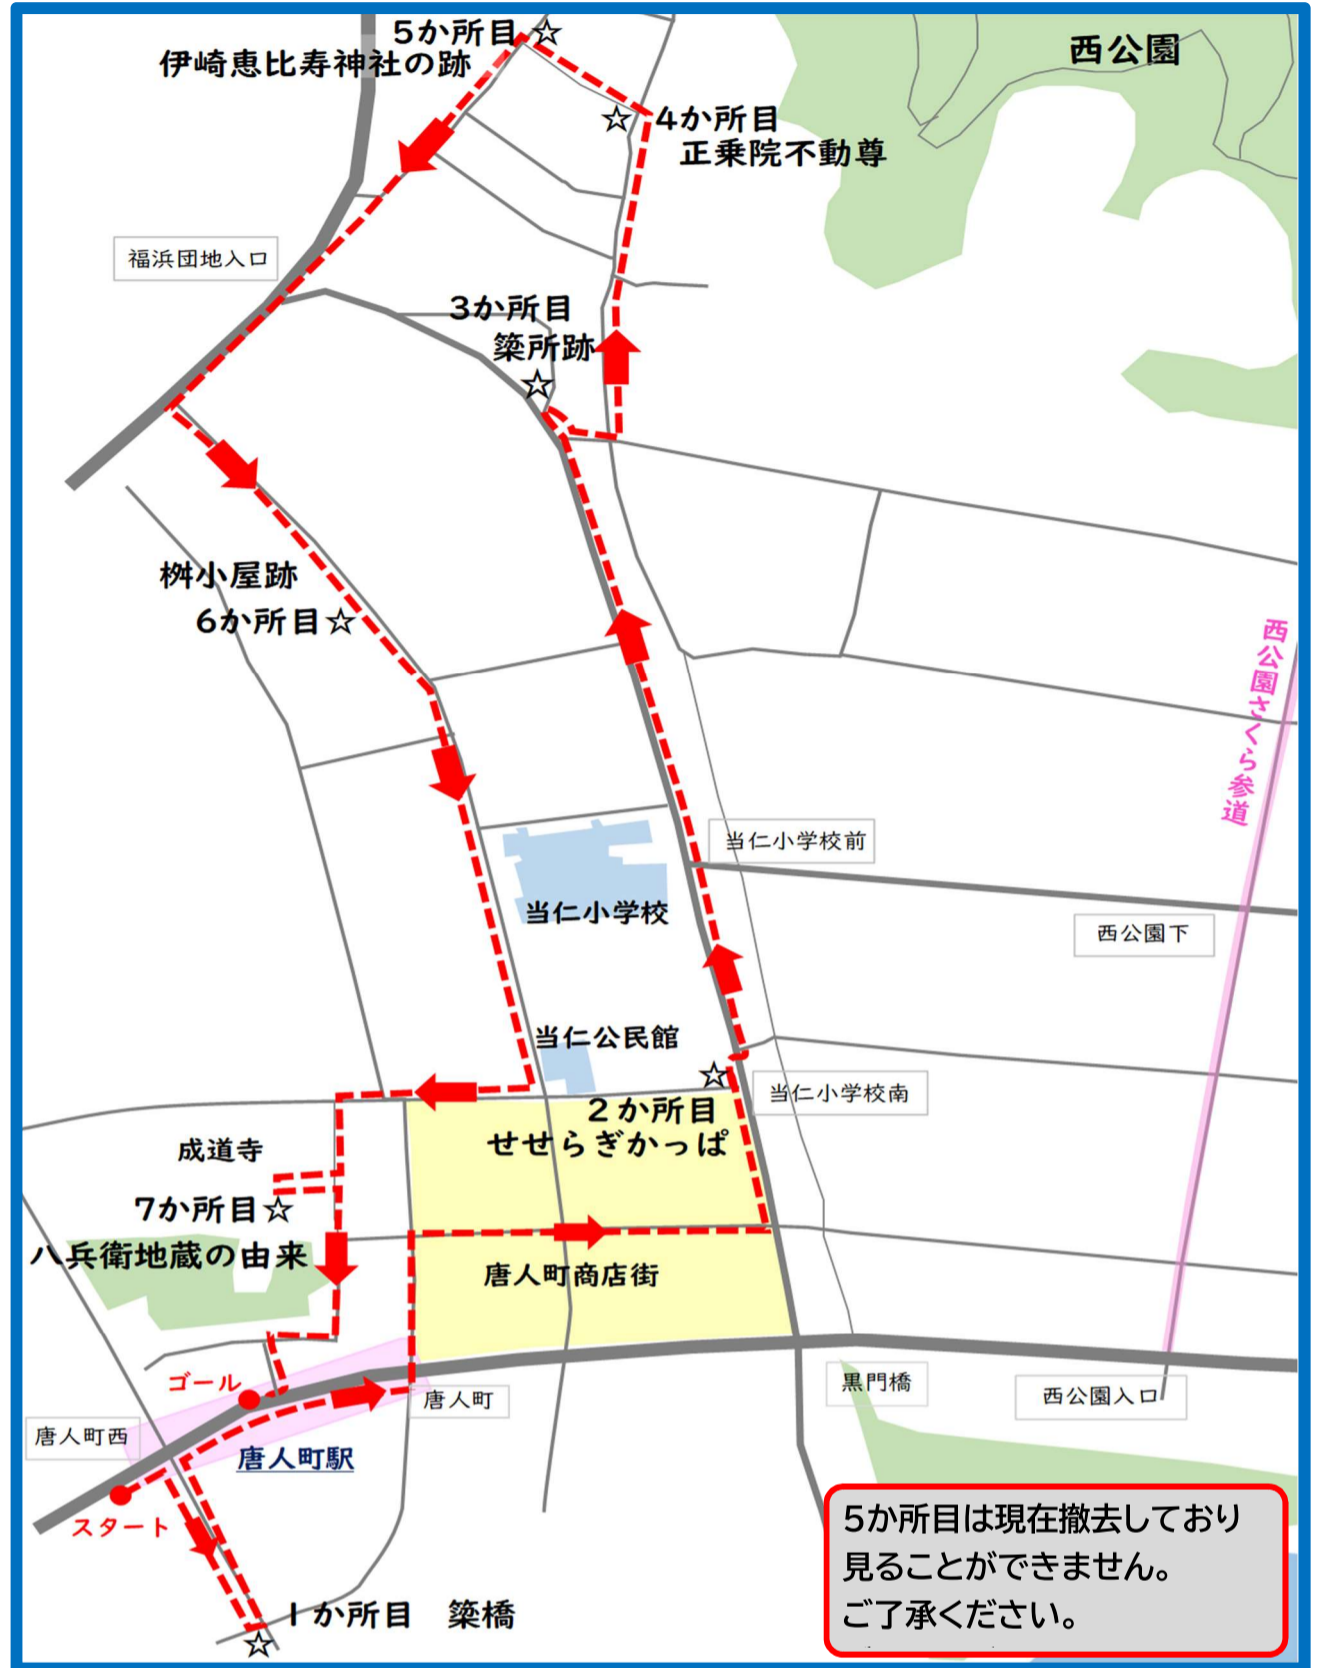 5か所目☆
伊崎恵比寿神社の跡
西公園
☆4か所目
正乗院不動尊
福浜団地入口
3か所目
築所跡
☆
桝小屋跡
6か所目☆
西公園さくら参道
当仁小学校前
当仁小学校
西公園下
当仁公民館
☆
当仁小学校南
2か所目
せせらぎかっぱ
成道寺
7か所目☆
八兵衛地蔵の由来
唐人町商店街
ゴール
唐人町
黒門橋
西公園入口
唐人町西
唐人町駅
スタート
1か所目 築橋
☆
5か所目は現在撤去しており
見ることができません。
ご了承ください。